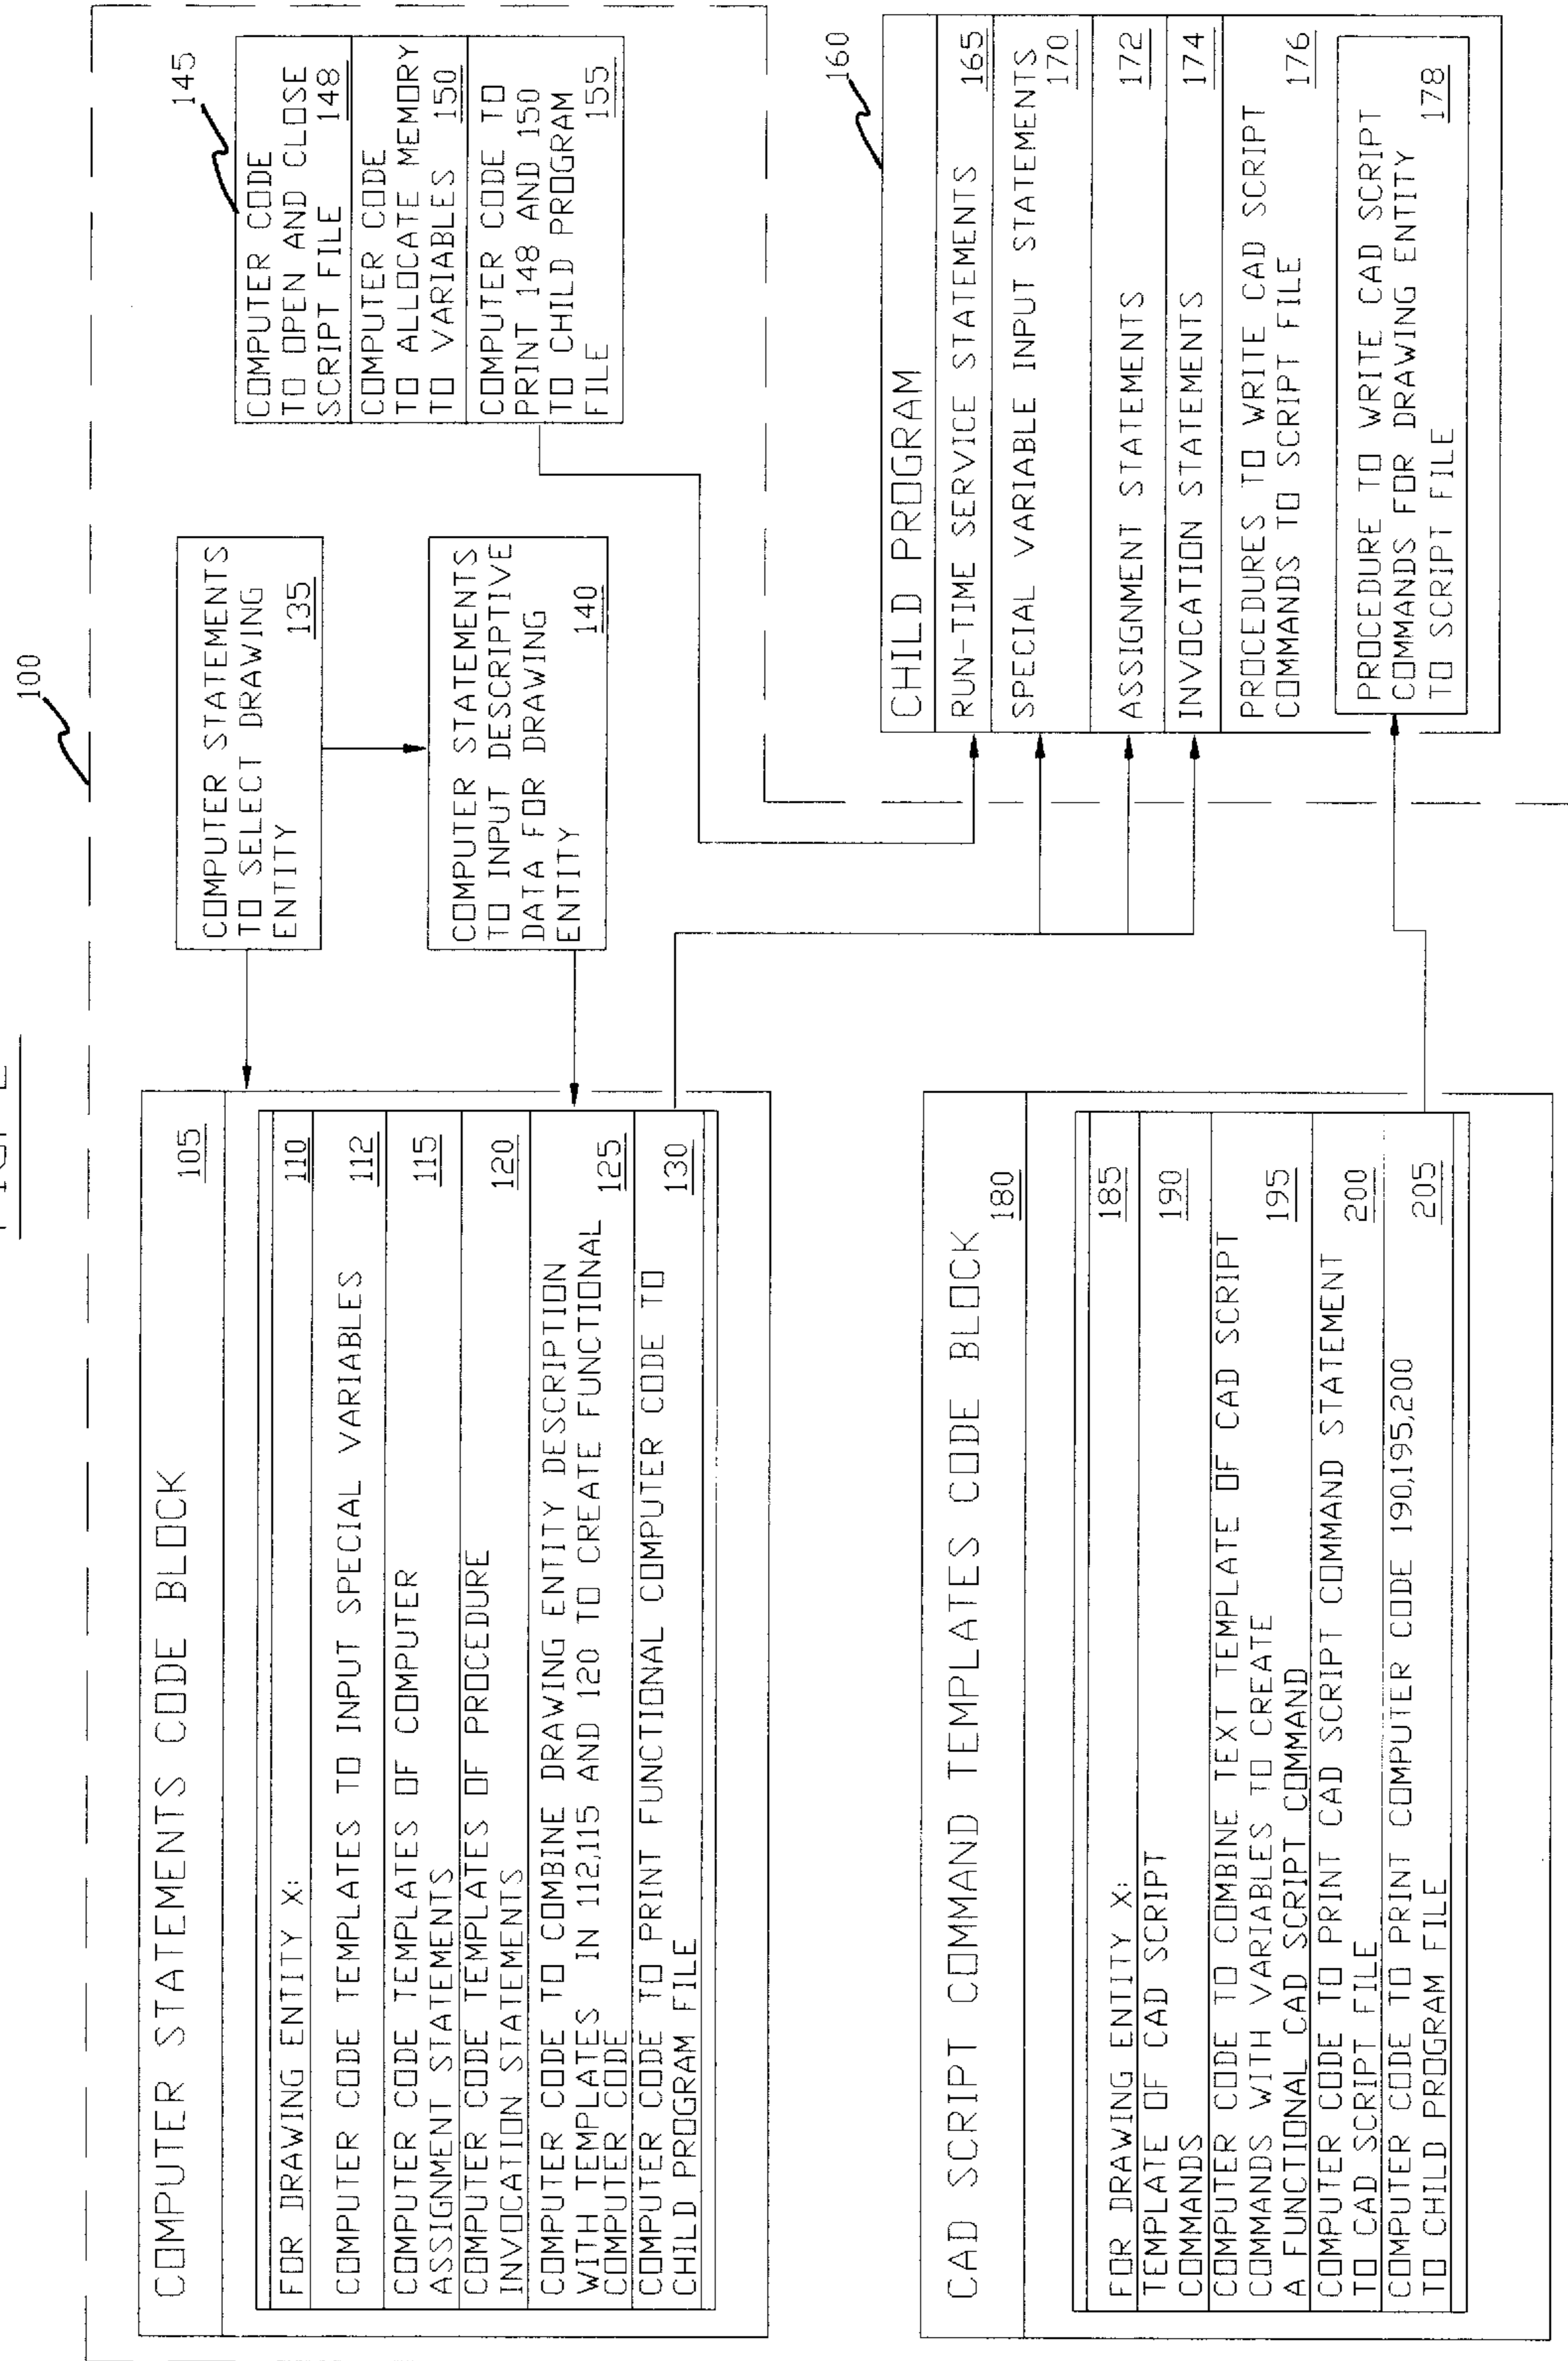 100
COMPUTER STATEMENTS CODE BLOCK
105
FOR DRAWING ENTITY X:
110
COMPUTER CODE TEMPLATES TO INPUT SPECIAL VARIABLES
112
COMPUTER CODE TEMPLATES OF COMPUTER
ASSIGNMENT STATEMENTS
115
COMPUTER CODE TEMPLATES OF PROCEDURE
INVOCATION STATEMENTS
120
COMPUTER CODE TO COMBINE DRAWING ENTITY DESCRIPTION
WITH TEMPLATES IN 112,115 AND 120 TO CREATE FUNCTIONAL
COMPUTER CODE
125
COMPUTER CODE TO PRINT FUNCTIONAL COMPUTER CODE TO
CHILD PROGRAM FILE
130
COMPUTER STATEMENTS
TO SELECT DRAWING
ENTITY
135
COMPUTER STATEMENTS
TO INPUT DESCRIPTIVE
DATA FOR DRAWING
ENTITY
140
145
COMPUTER CODE
TO OPEN AND CLOSE
SCRIPT FILE 148
COMPUTER CODE
TO ALLOCATE MEMORY
TO VARIABLES 150
COMPUTER CODE TO
PRINT 148 AND 150
TO CHILD PROGRAM
FILE 155
CAD SCRIPT COMMAND TEMPLATES CODE BLOCK
180
FOR DRAWING ENTITY X:
185
TEMPLATE OF CAD SCRIPT
COMMANDS
190
COMPUTER CODE TO COMBINE TEXT TEMPLATE OF CAD SCRIPT
COMMANDS WITH VARIABLES TO CREATE
A FUNCTIONAL CAD SCRIPT COMMAND
195
COMPUTER CODE TO PRINT CAD SCRIPT COMMAND STATEMENT
TO CAD SCRIPT FILE
200
COMPUTER CODE TO PRINT COMPUTER CODE 190,195,200
TO CHILD PROGRAM FILE
205
160
CHILD PROGRAM
RUN-TIME SERVICE STATEMENTS 165
SPECIAL VARIABLE INPUT STATEMENTS
170
ASSIGNMENT STATEMENTS 172
INVOCATION STATEMENTS 174
PROCEDURES TO WRITE CAD SCRIPT
COMMANDS TO SCRIPT FILE 176
PROCEDURE TO WRITE CAD SCRIPT
COMMANDS FOR DRAWING ENTITY
TO SCRIPT FILE 178